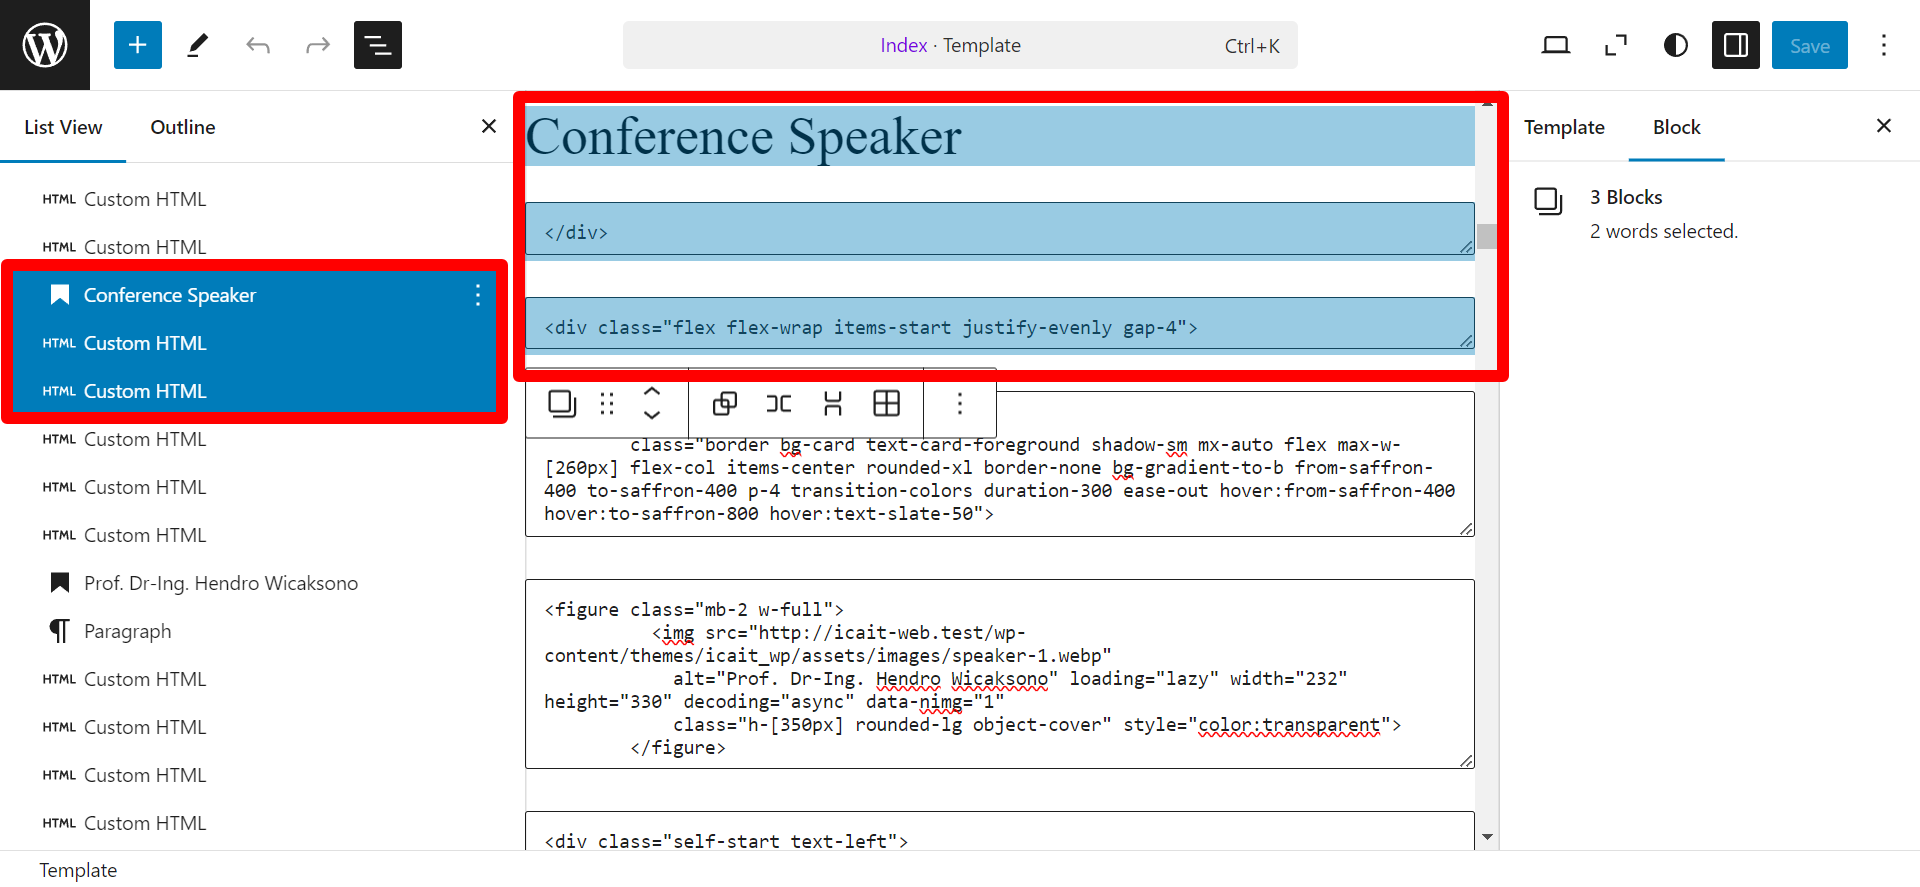 Index · Template
Ctrl+K
Save
List View
Outline
HTML Custom HTML
HTML Custom HTML
Conference Speaker
HTML Custom HTML
HTML Custom HTML
HTML Custom HTML
HTML Custom HTML
HTML Custom HTML
Prof. Dr-Ing. Hendro Wicaksono
Paragraph
HTML Custom HTML
HTML Custom HTML
HTML Custom HTML
HTML Custom HTML
Conference Speaker
</div>
<div class="flex flex-wrap items-start justify-evenly gap-4">
class="border bg-card text-card-foreground shadow-sm mx-auto flex max-w-
[260px] flex-col items-center rounded-xl border-none bg-gradient-to-b from-saffron-
400 to-saffron-400 p-4 transition-colors duration-300 ease-out hover:from-saffron-400
hover:to-saffron-800 hover:text-slate-50">
<figure class="mb-2 w-full">
<img src="http://icait-web.test/wp-
content/themes/icait_wp/assets/images/speaker-1.webp"
alt="Prof. Dr-Ing. Hendro Wicaksono" loading="lazy" width="232"
height="330" decoding="async" data-nimg="1"
class="h-[350px] rounded-lg object-cover" style="color:transparent">
</figure>
<div class="self-start text-left">
Template
Block
3 Blocks
2 words selected.
Template